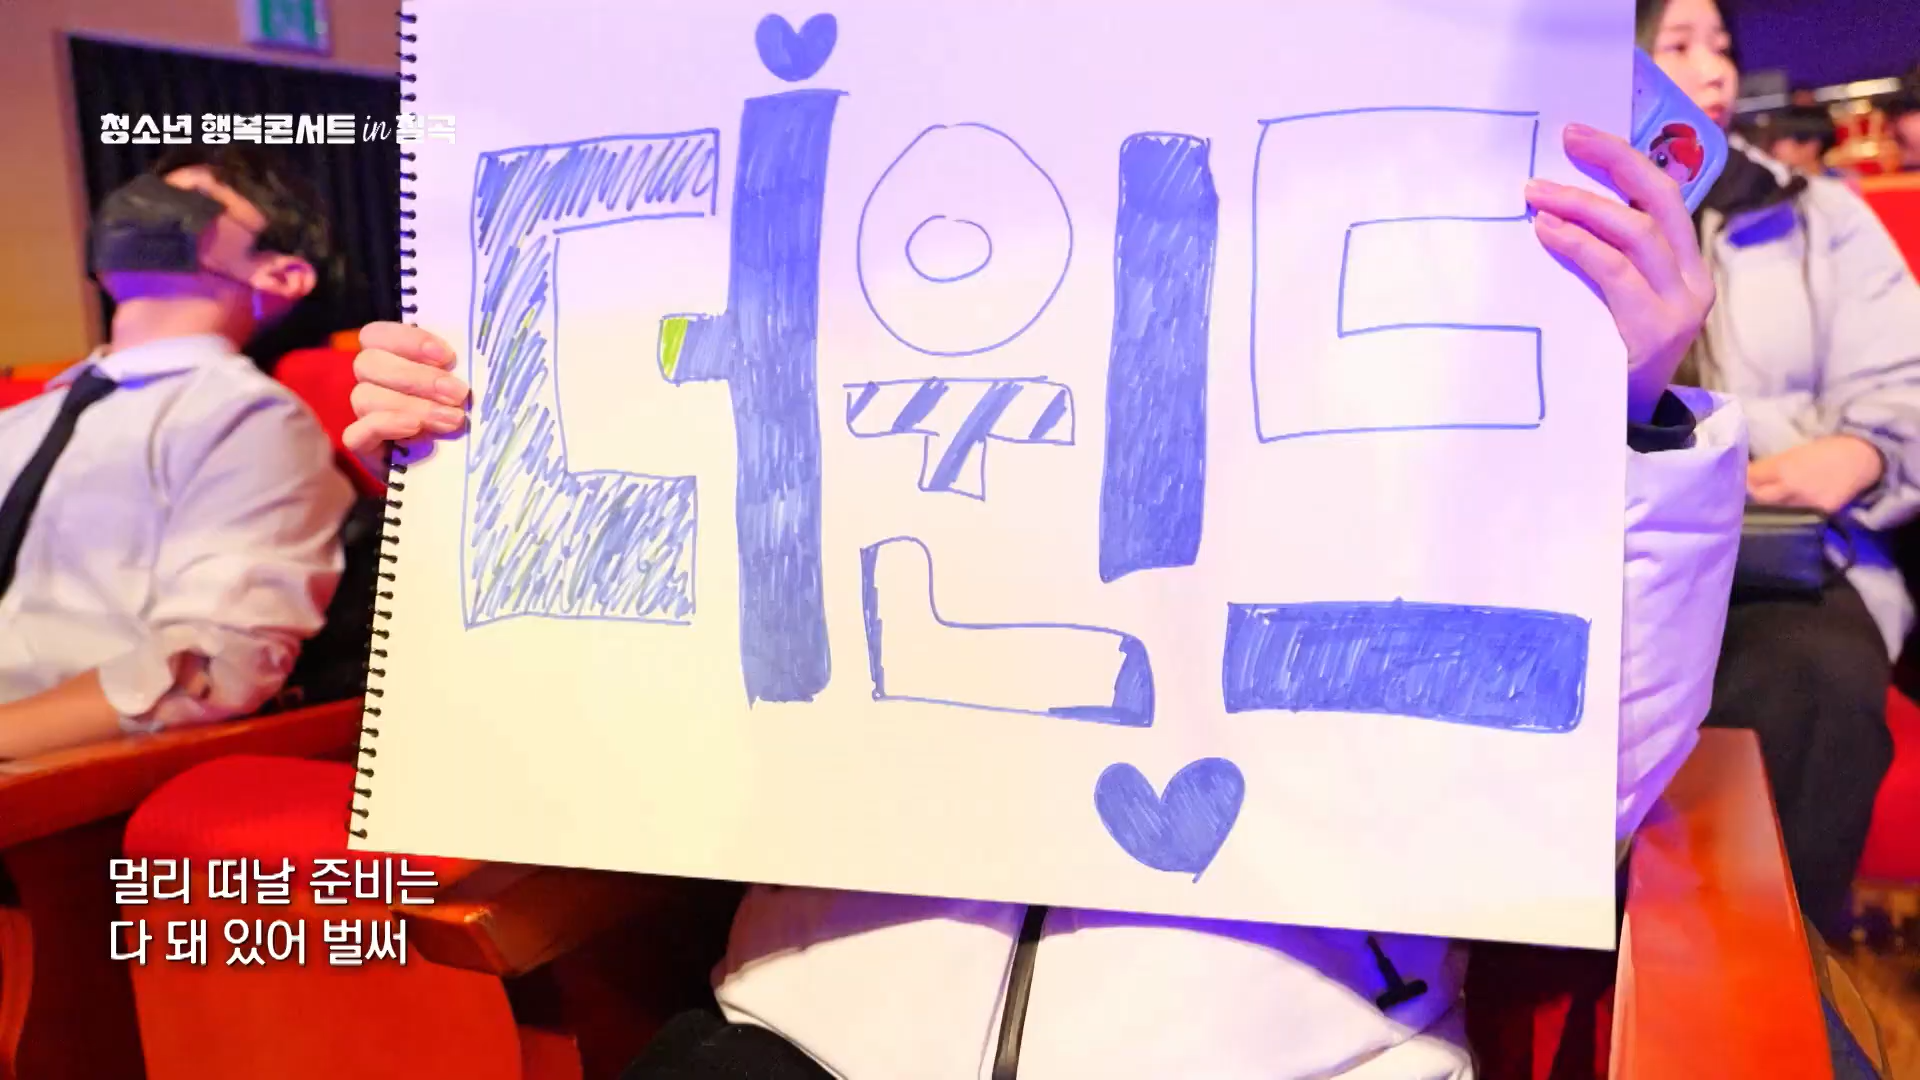 청소년 행복콘서트 in 칠곡
더윈드
멀리 떠날 준비는
다 돼 있어 벌써